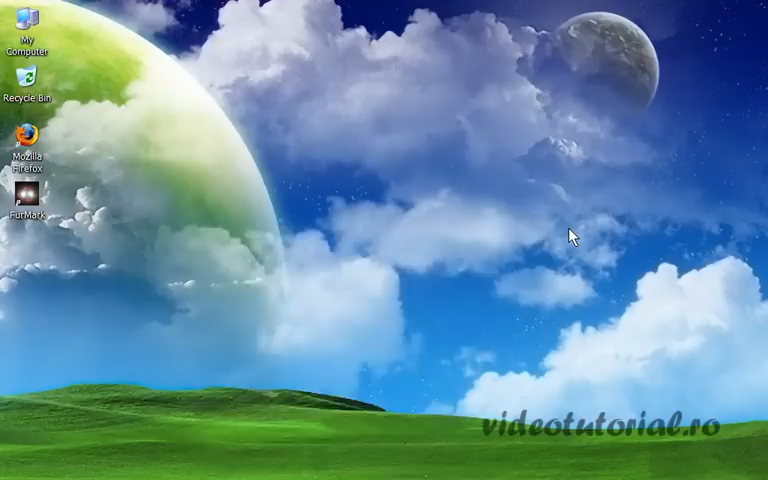 My
Computer
Recycle Bin
Mozilla
Firefox
FurMark
videotutorial.ro